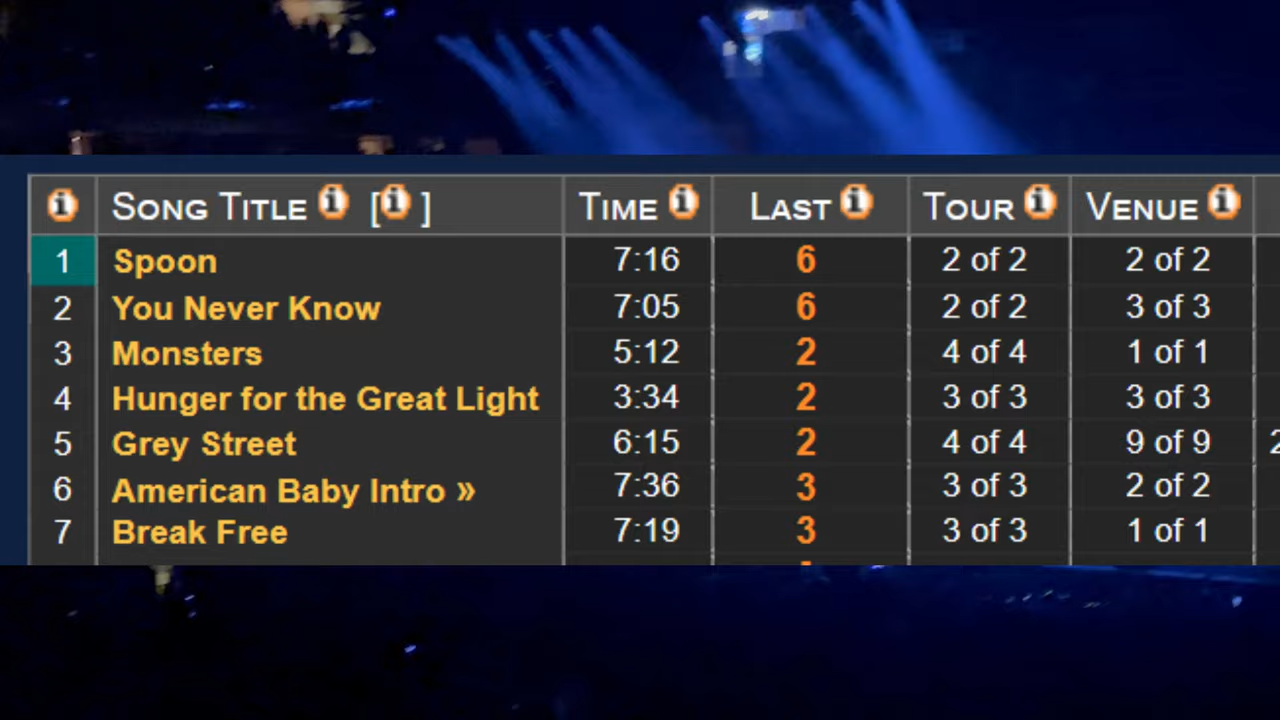 i SONG TITLE i [i] TIME i LAST i TOUR i VENUE i
1 Spoon 7:16 6 2 of 2 2 of 2
2 You Never Know 7:05 6 2 of 2 3 of 3
3 Monsters 5:12 2 4 of 4 1 of 1
4 Hunger for the Great Light 3:34 2 3 of 3 3 of 3
5 Grey Street 6:15 2 4 of 4 9 of 9 2
6 American Baby Intro » 7:36 3 3 of 3 2 of 2
7 Break Free 7:19 3 3 of 3 1 of 1